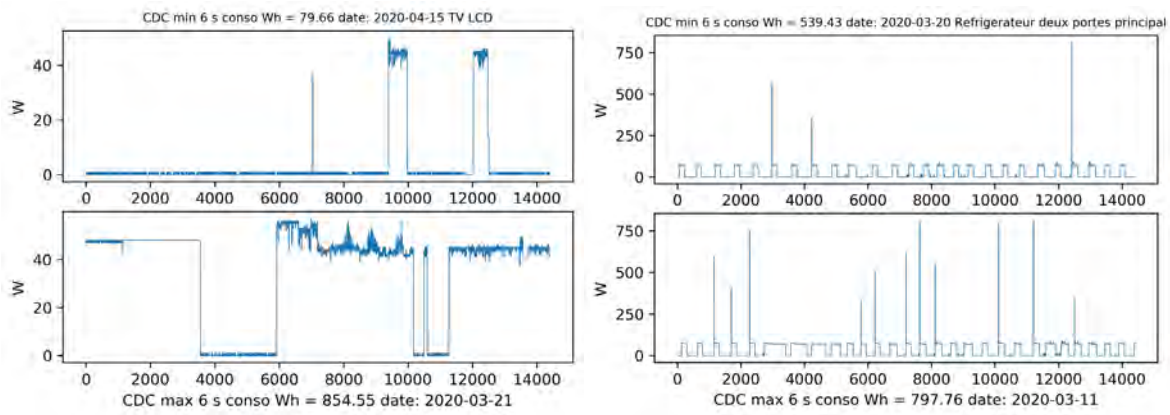 CDC min 6 s conso Wh = 79.66 date: 2020-04-15 TV LCD
40
20
0
W
0 2000 4000 6000 8000 10000 12000 14000
40
20
0
W
0 2000 4000 6000 8000 10000 12000 14000
CDC max 6 s conso Wh = 854.55 date: 2020-03-21
CDC min 6 s conso Wh = 539.43 date: 2020-03-20 Refrigerateur deux portes principal
750
500
250
0
W
0 2000 4000 6000 8000 10000 12000 14000
750
500
250
0
W
0 2000 4000 6000 8000 10000 12000 14000
CDC max 6 s conso Wh = 797.76 date: 2020-03-11